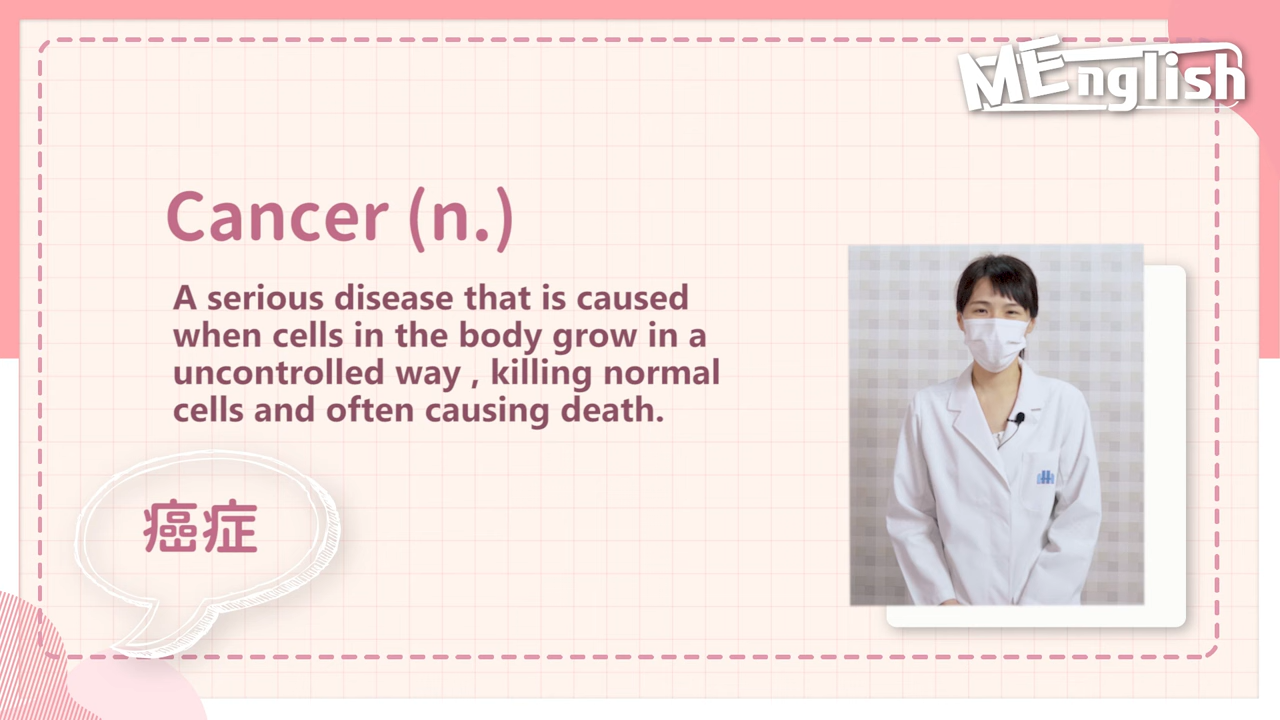 MEnglish
Cancer (n.)
A serious disease that is caused
when cells in the body grow in a
uncontrolled way , killing normal
cells and often causing death.
癌症